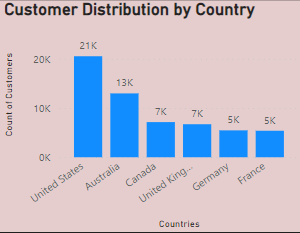 Customer Distribution by Country
Count of Customers
20K
10K
0K
21K
13K
7K
7K
5K
5K
United States
Australia
Canada
United King...
Germany
France
Countries